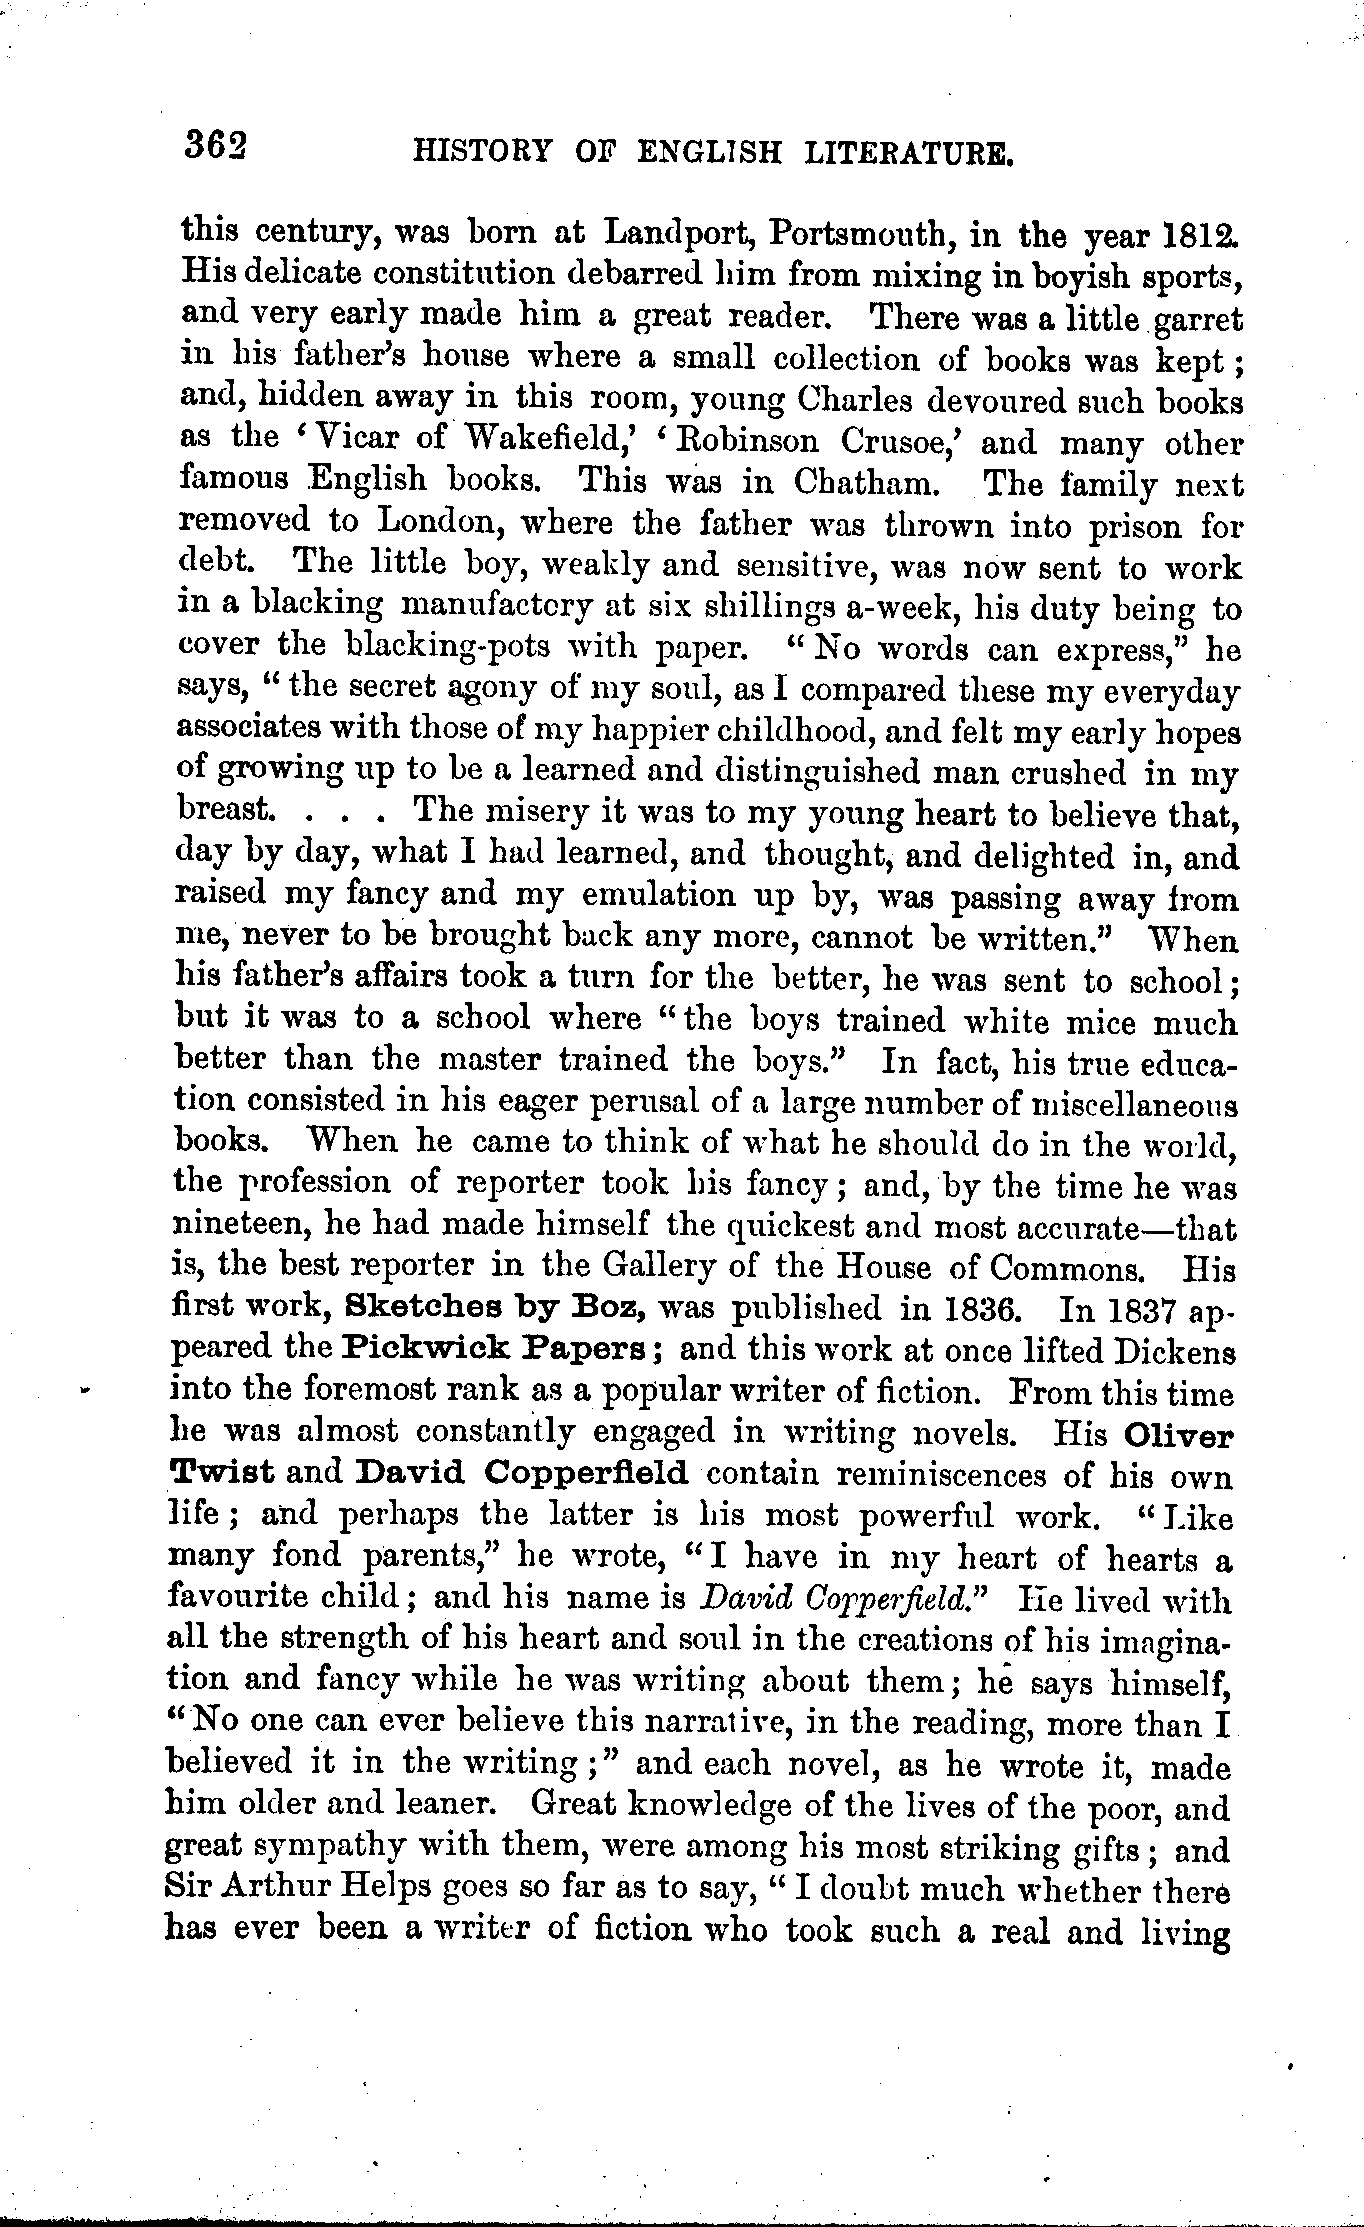 362 HISTORY OF ENGLISH LITERATURE.
this century, was born at Landport, Portsmouth, in the year 1812.
His delicate constitution debarred him from mixing in boyish sports,
and very early made him a great reader. There was a little garret
in his father's house where a small collection of books was kept ;
and, hidden away in this room, young Charles devoured such books
as the ‘Vicar of Wakefield,’ ‘Robinson Crusoe,’ and many other
famous English books. This was in Chatham. The family next
removed to London, where the father was thrown into prison for
debt. The little boy, weakly and sensitive, was now sent to work
in a blacking manufactory at six shillings a-week, his duty being to
cover the blacking-pots with paper. “No words can express,” he
says, “the secret agony of my soul, as I compared these my everyday
associates with those of my happier childhood, and felt my early hopes
of growing up to be a learned and distinguished man crushed in my
breast. . . . The misery it was to my young heart to believe that,
day by day, what I had learned, and thought, and delighted in, and
raised my fancy and my emulation up by, was passing away from
me, never to be brought back any more, cannot be written.” When
his father's affairs took a turn for the better, he was sent to school ;
but it was to a school where “the boys trained white mice much
better than the master trained the boys.” In fact, his true educa-
tion consisted in his eager perusal of a large number of miscellaneous
books. When he came to think of what he should do in the world,
the profession of reporter took his fancy ; and, by the time he was
nineteen, he had made himself the quickest and most accurate—that
is, the best reporter in the Gallery of the House of Commons. His
first work, Sketches by Boz, was published in 1836. In 1837 ap-
peared the Pickwick Papers ; and this work at once lifted Dickens
into the foremost rank as a popular writer of fiction. From this time
he was almost constantly engaged in writing novels. His Oliver
Twist and David Copperfield contain reminiscences of his own
life ; and perhaps the latter is his most powerful work. “Like
many fond parents,” he wrote, “I have in my heart of hearts a
favourite child ; and his name is David Copperfield.” He lived with
all the strength of his heart and soul in the creations of his imagina-
tion and fancy while he was writing about them ; he says himself,
“No one can ever believe this narrative, in the reading, more than I
believed it in the writing ;” and each novel, as he wrote it, made
him older and leaner. Great knowledge of the lives of the poor, and
great sympathy with them, were among his most striking gifts ; and
Sir Arthur Helps goes so far as to say, “I doubt much whether there
has ever been a writer of fiction who took such a real and living